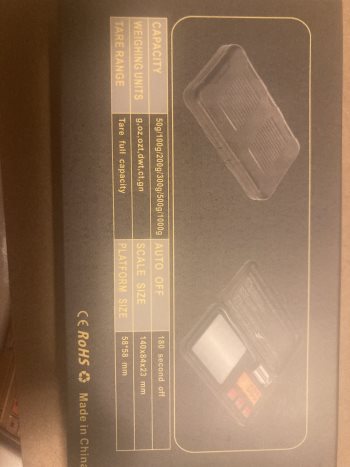 CAPACITY 50g/100g/200g/300g/500g/1000g AUTO OFF 180 second off
WEIGHING UNITS g,oz,ozt,dwt,ct,gn SCALE SIZE 140x84x23 mm
TARE RANGE Tare full capacity PLATFORM SIZE 58*58 mm
CE RoHS Made in China